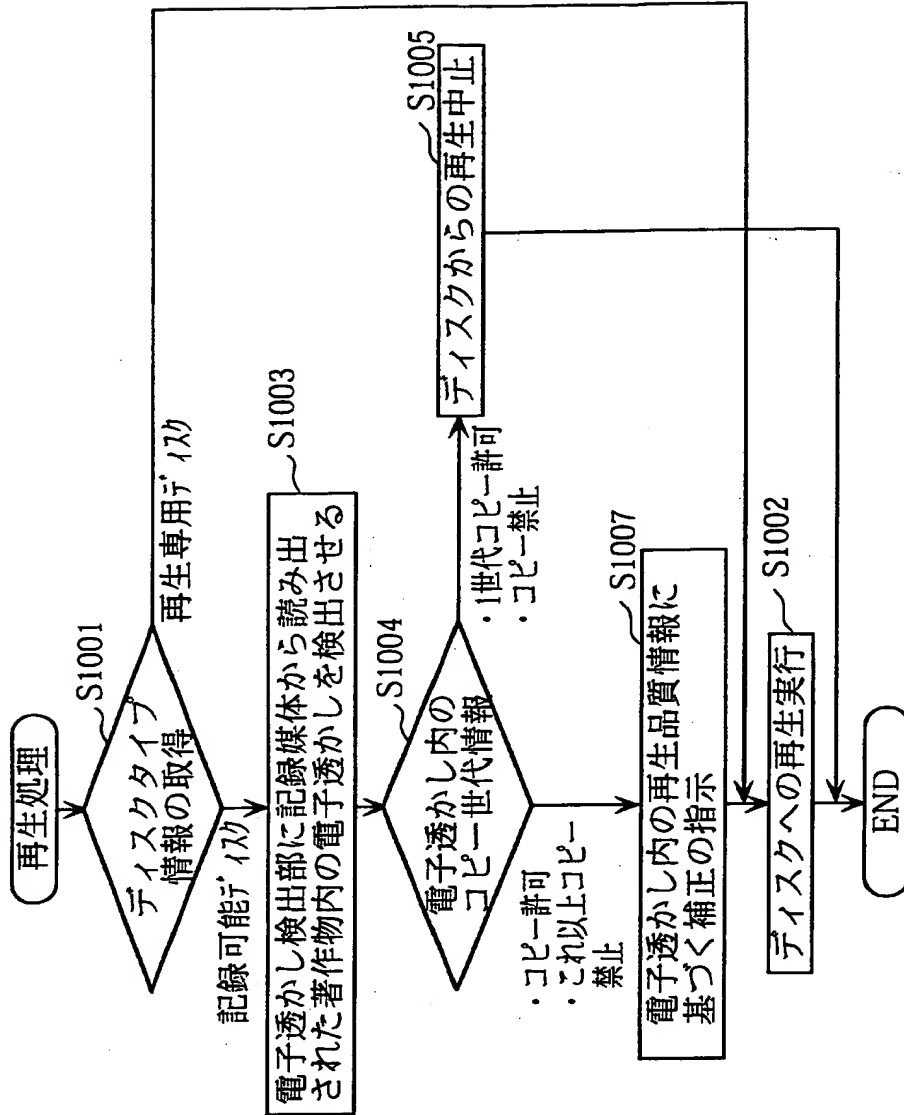 再生処理
S1001
ディスクタイプ
情報の取得
再生専用ディスク
記録可能ディスク
S1003
電子透かし検出部に記録媒体から読み出
された著作物内の電子透かしを検出させる
S1004
電子透かし内の
コピー世代情報
・1世代コピー許可
・コピー禁止
S1005
ディスクからの再生中止
・コピー許可
・これ以上コピー
禁止
S1007
電子透かし内の再生品質情報に
基づく補正の指示
S1002
ディスクへの再生実行
END